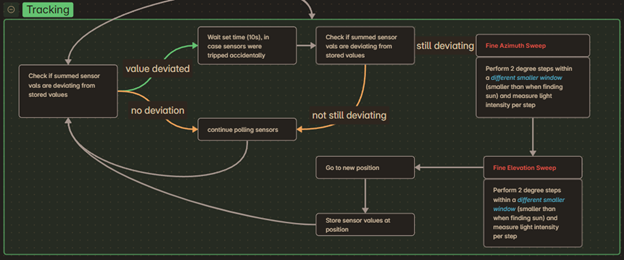 Tracking
Check if summed sensor
vals are deviating from
stored values
value deviated
no deviation
Wait set time (10s), in
case sensors were
tripped accidentally
continue polling sensors
Check if summed sensor
vals are deviating from
stored values
still deviating
not still deviating
Fine Azimuth Sweep
Perform 2 degree steps within
a different smaller window
(smaller than when finding
sun) and measure light
intensity per step
Fine Elevation Sweep
Perform 2 degree steps
within a different smaller
window (smaller than
when finding sun) and
measure light intensity
per step
Go to new position
Store sensor values at
position